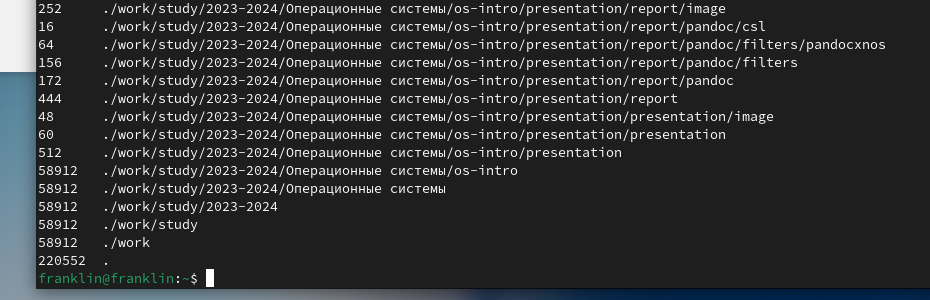 252 ./work/study/2023-2024/Операционные системы/os-intro/presentation/report/image
16 ./work/study/2023-2024/Операционные системы/os-intro/presentation/report/pandoc/csl
64 ./work/study/2023-2024/Операционные системы/os-intro/presentation/report/pandoc/filters/pandocxnos
156 ./work/study/2023-2024/Операционные системы/os-intro/presentation/report/pandoc/filters
172 ./work/study/2023-2024/Операционные системы/os-intro/presentation/report/pandoc
444 ./work/study/2023-2024/Операционные системы/os-intro/presentation/report
48 ./work/study/2023-2024/Операционные системы/os-intro/presentation/presentation/image
60 ./work/study/2023-2024/Операционные системы/os-intro/presentation/presentation
512 ./work/study/2023-2024/Операционные системы/os-intro/presentation
58912 ./work/study/2023-2024/Операционные системы/os-intro
58912 ./work/study/2023-2024/Операционные системы
58912 ./work/study/2023-2024
58912 ./work/study
58912 ./work
220552 .
franklin@franklin:~$